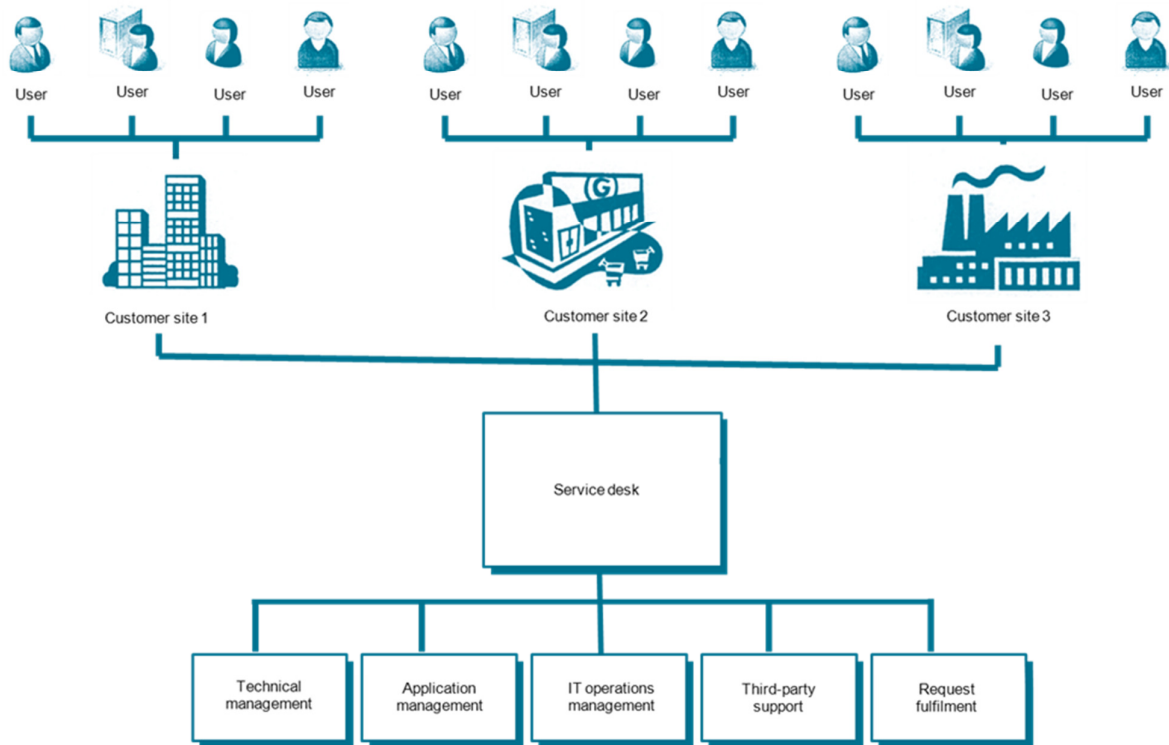 User
User
User
User
User
User
User
User
User
User
User
User
G
Customer site 1
Customer site 2
Customer site 3
Service desk
Technical
management
Application
management
IT operations
management
Third-party
support
Request
fulfilment